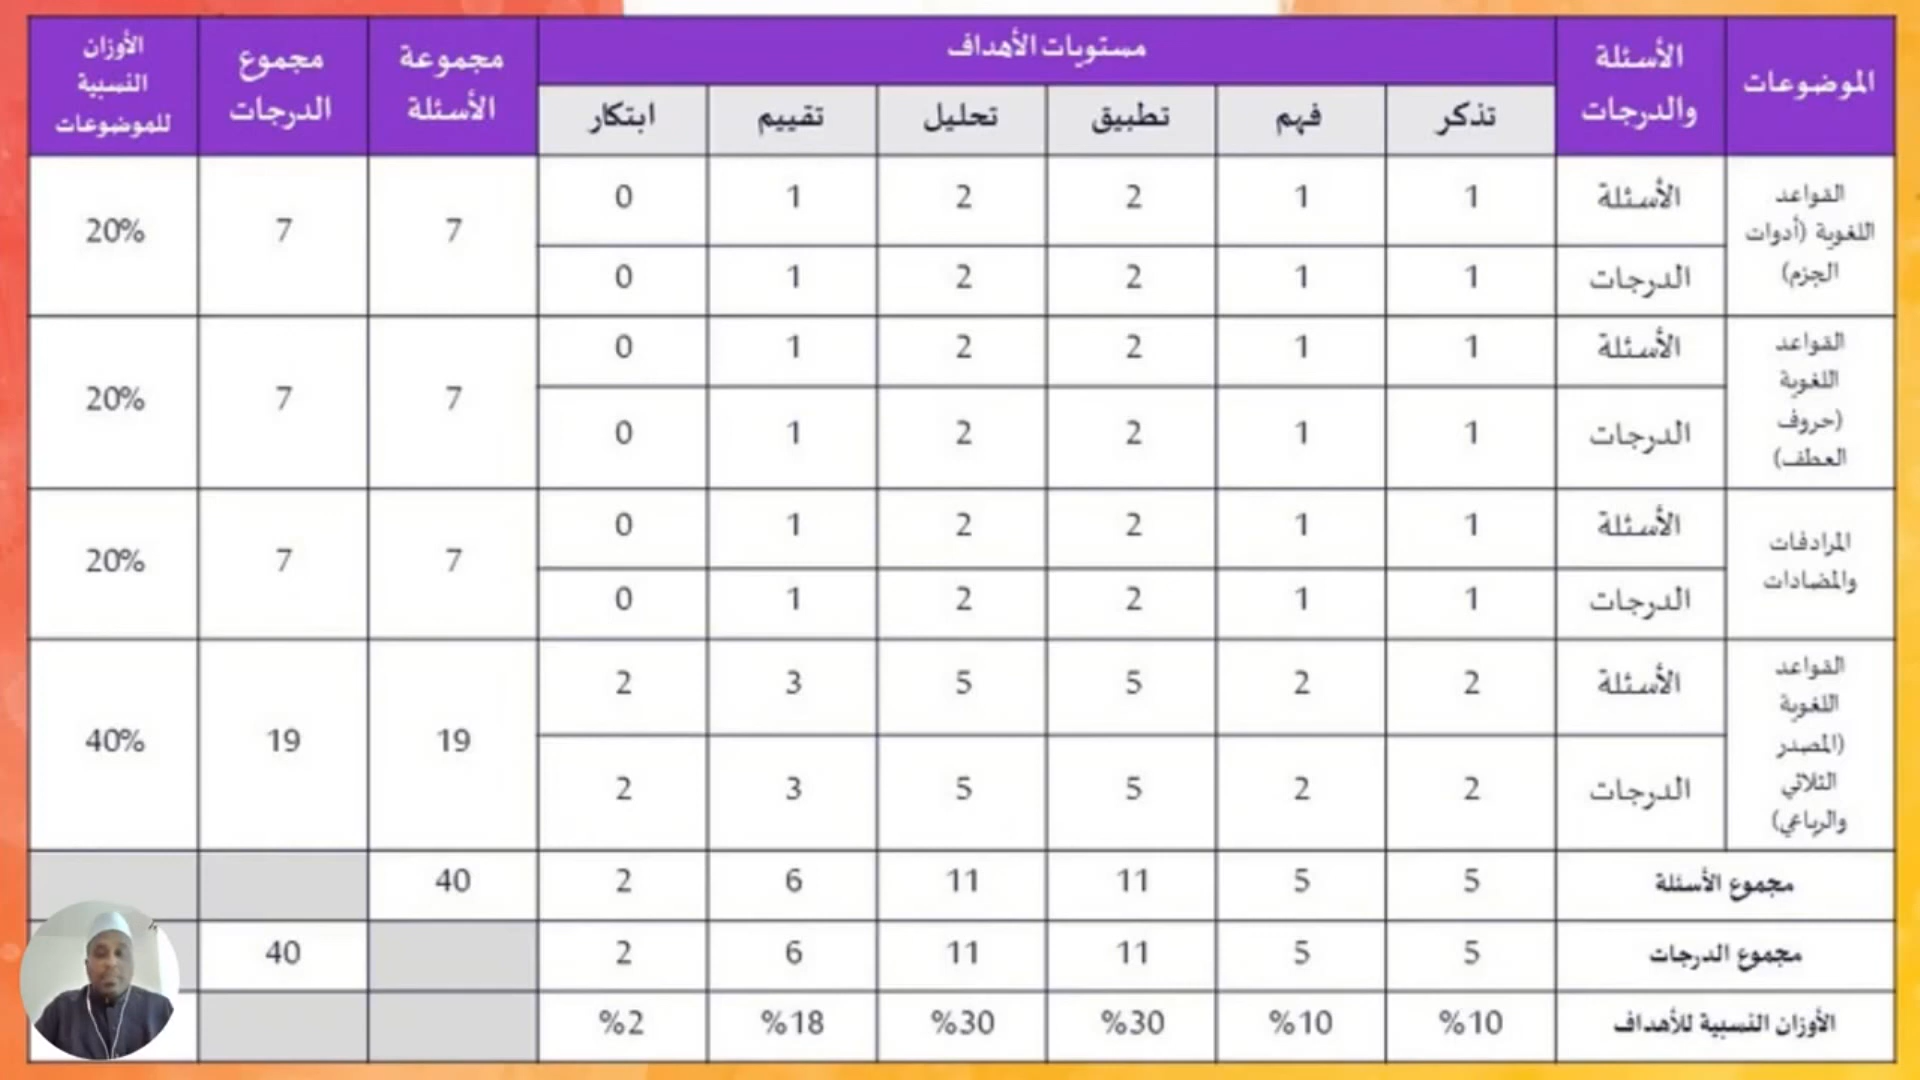 الموضوعات	الأسئلة والدرجات	مستويات الأهداف	مجموعة الأسئلة	مجموع الدرجات	الأوزان النسبية للموضوعات
تذكر	فهم	تطبيق	تحليل	تقييم	ابتكار
القواعد اللغوية (أدوات الجزم)	الأسئلة	1	1	2	2	1	0	7	7	20%
الدرجات	1	1	2	2	1	0
القواعد اللغوية (حروف العطف)	الأسئلة	1	1	2	2	1	0	7	7	20%
الدرجات	1	1	2	2	1	0
المرادفات والمضادات	الأسئلة	1	1	2	2	1	0	7	7	20%
الدرجات	1	1	2	2	1	0
القواعد اللغوية (المصدر الثلاثي والرباعي)	الأسئلة	2	2	5	5	3	2	19	19	40%
الدرجات	2	2	5	5	3	2
مجموع الأسئلة	5	5	11	11	6	2	40
مجموع الدرجات	5	5	11	11	6	2	40
الأوزان النسبية للأهداف	%10	%10	%30	%30	%18	%2